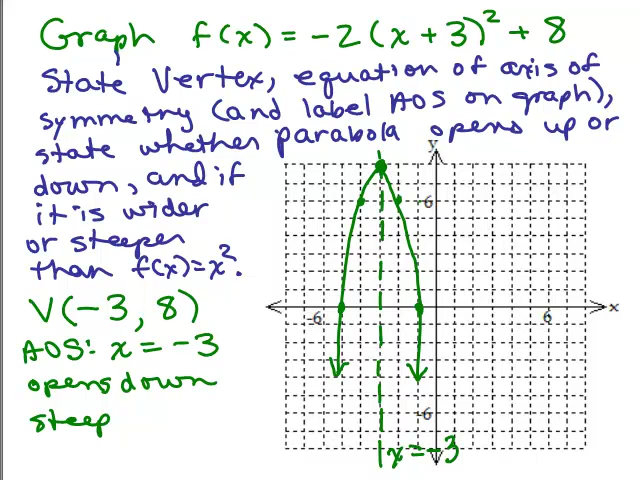 Graph f(x) = -2(x+3)² + 8
State Vertex, equation of axis of
symmetry (and label AOS on graph),
state whether parabola opens up or
down, and if
it is wider
or steeper
than f(x)=x².
V(-3, 8)
AOS: x = -3
opens down
steep
y
6
-6
6
x
-6
x = -3